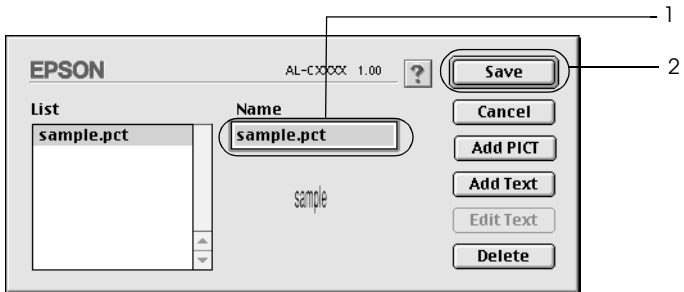 1
EPSON
AL-CXXXX 1.00
?
Save
2
List
Name
Cancel
sample.pct
sample.pct
Add PICT
sample
Add Text
Edit Text
Delete